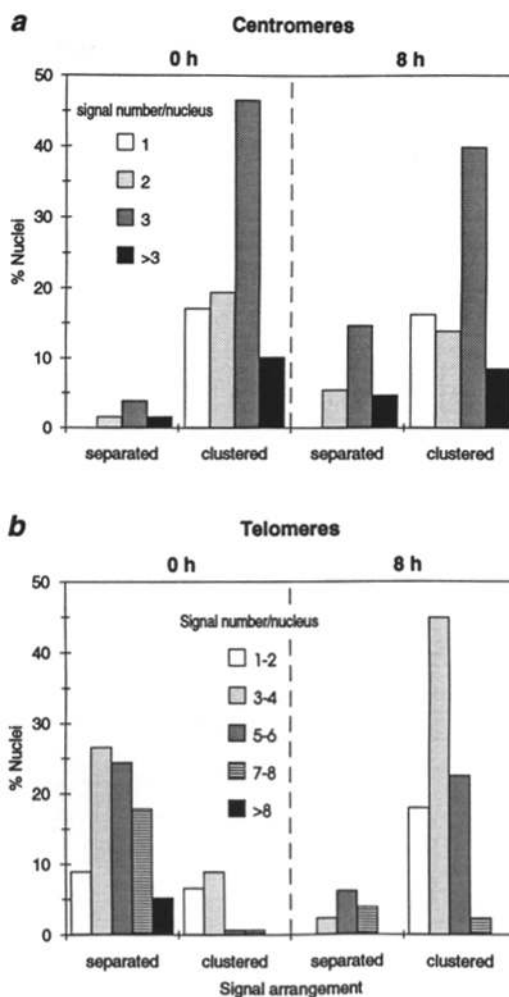 a
Centromeres
0 h 8 h
50
40
30
20
10
0
% Nuclei
signal number/nucleus
1
2
3
>3
separated clustered separated clustered
b
Telomeres
0 h 8 h
50
40
30
20
10
0
% Nuclei
Signal number/nucleus
1-2
3-4
5-6
7-8
>8
separated clustered separated clustered
Signal arrangement